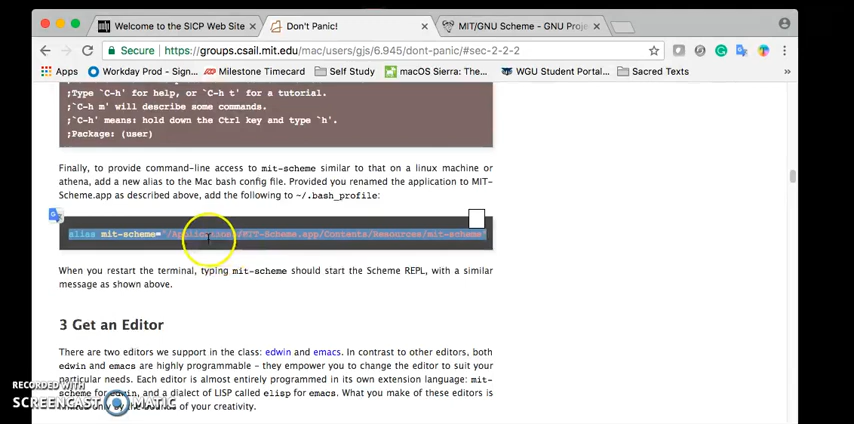 Welcome to the SICP Web Site
Don't Panic!
MIT/GNU Scheme - GNU Proje
Secure
https://groups.csail.mit.edu/mac/users/gjs/6.945/dont-panic/#sec-2-2-2
Apps
Workday Prod - Sign...
Milestone Timecard
Self Study
macOS Sierra: The...
WGU Student Portal...
Sacred Texts
»
;Type `C-h' for help, or `C-h t' for a tutorial.
;`C-h m' will describe some commands.
;`C-h' means: hold down the Ctrl key and type `h'.
;Package: (user)
Finally, to provide command-line access to mit-scheme similar to that on a linux machine or
athena, add a new alias to the Mac bash config file. Provided you renamed the application to MIT-
Scheme.app as described above, add the following to ~/.bash_profile:
alias mit-scheme="/Applications/MIT-Scheme.app/Contents/Resources/mit-scheme"
When you restart the terminal, typing mit-scheme should start the Scheme REPL, with a similar
message as shown above.
3 Get an Editor
There are two editors we support in the class: edwin and emacs. In contrast to other editors, both
edwin and emacs are highly programmable - they empower you to change the editor to suit your
particular needs. Each editor is almost entirely programmed in its own extension language: mit-
scheme for edwin, and a dialect of LISP called elisp for emacs. What you make of these editors is
only by the bounds of your creativity.
RECORDED WITH
SCREENCAST MATIC